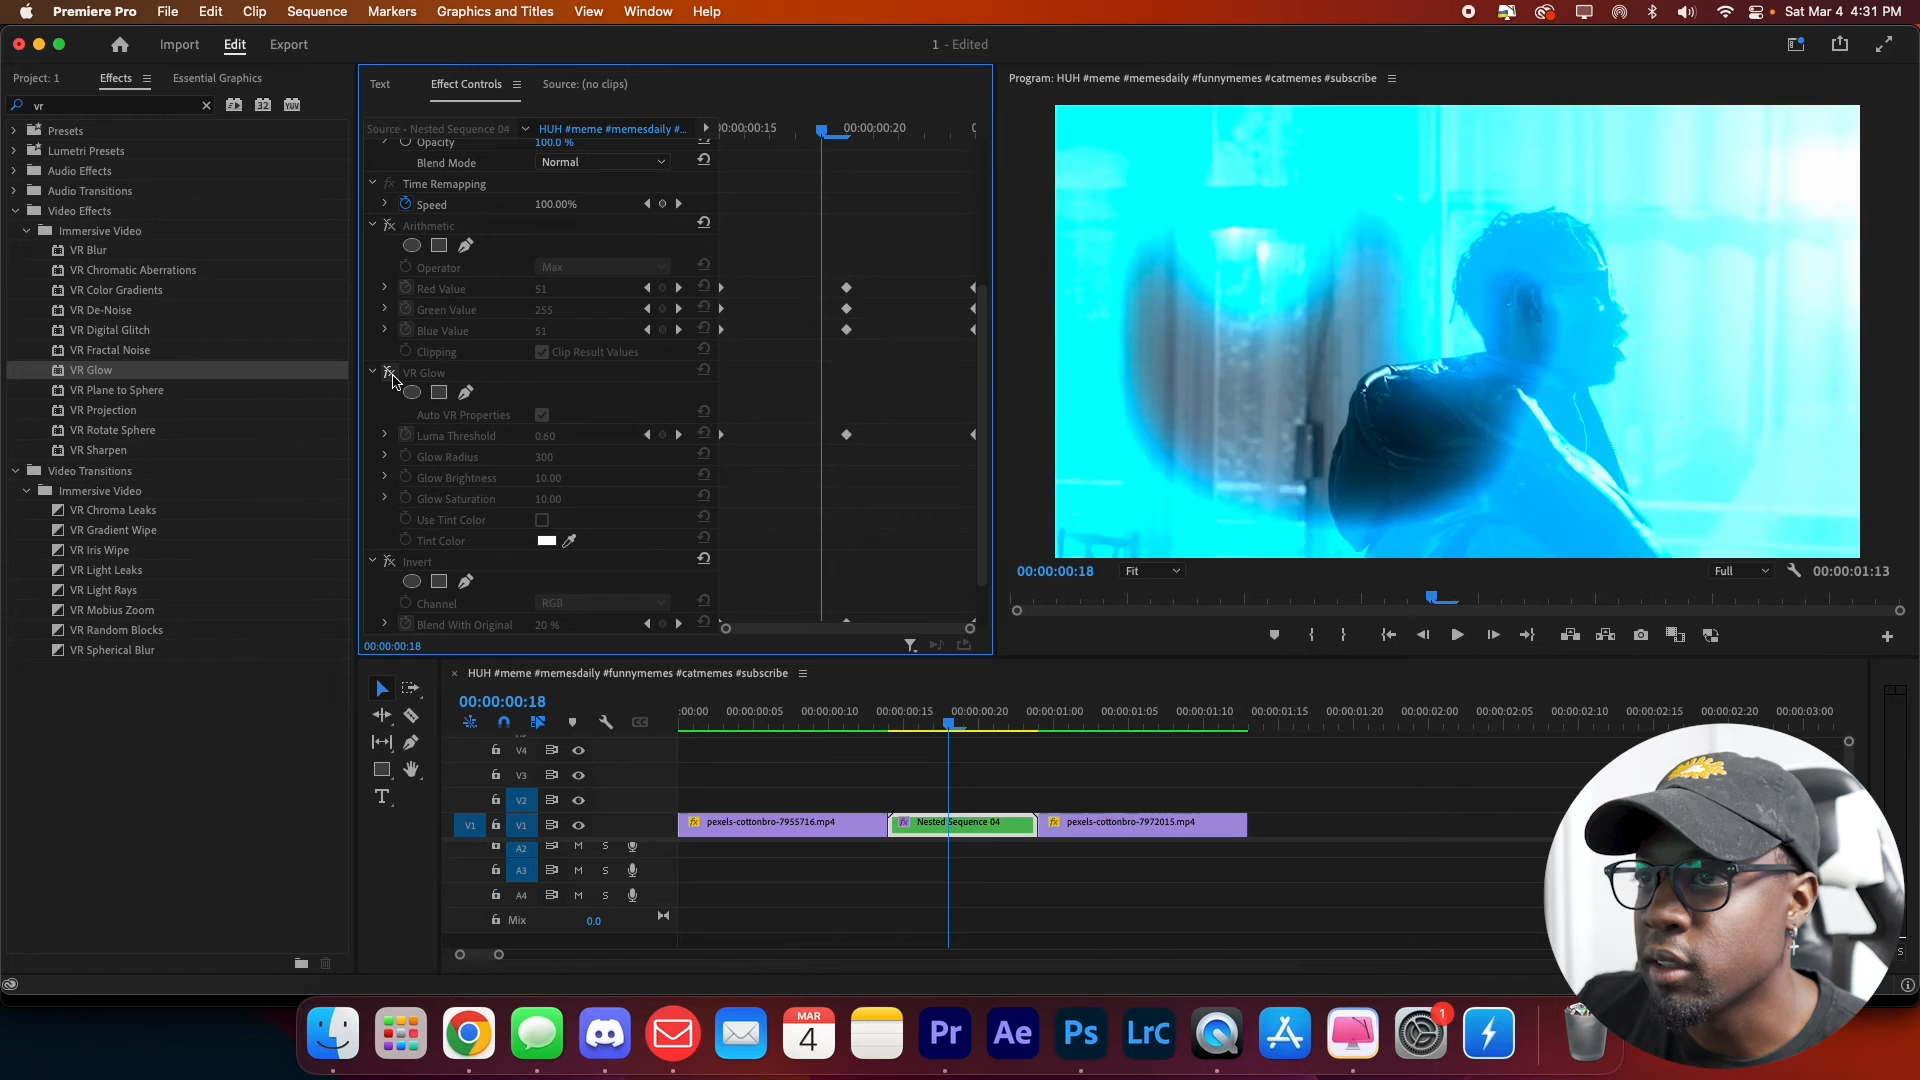 Premiere Pro File Edit Clip Sequence Markers Graphics and Titles View Window Help Sat Mar 4 4:31 PM
Import Edit Export 1 - Edited
Project: 1 Effects Essential Graphics
vr 32 YUV
Presets
Lumetri Presets
Audio Effects
Audio Transitions
Video Effects
Immersive Video
VR Blur
VR Chromatic Aberrations
VR Color Gradients
VR De-Noise
VR Digital Glitch
VR Fractal Noise
VR Glow
VR Plane to Sphere
VR Projection
VR Rotate Sphere
VR Sharpen
Video Transitions
Immersive Video
VR Chroma Leaks
VR Gradient Wipe
VR Iris Wipe
VR Light Leaks
VR Light Rays
VR Mobius Zoom
VR Random Blocks
VR Spherical Blur
Text Effect Controls Source: (no clips)
Source · Nested Sequence 04 HUH #meme #memesdaily #... 00:00:00:15 00:00:00:20
Opacity 100.0 %
Blend Mode Normal
fx Time Remapping
Speed 100.00%
fx Arithmetic
Operator Max
Red Value 51
Green Value 255
Blue Value 51
Clipping Clip Result Values
fx VR Glow
Auto VR Properties
Luma Threshold 0.60
Glow Radius 300
Glow Brightness 10.00
Glow Saturation 10.00
Use Tint Color
Tint Color
fx Invert
Channel RGB
Blend With Original 20 %
00:00:00:18
Program: HUH #meme #memesdaily #funnymemes #catmemes #subscribe
00:00:00:18 Fit Full 00:00:01:13
HUH #meme #memesdaily #funnymemes #catmemes #subscribe
00:00:00:18
:00:00 00:00:00:05 00:00:00:10 00:00:00:15 00:00:00:20 00:00:01:00 00:00:01:05 00:00:01:10 00:00:01:15 00:00:01:20 00:00:02:00 00:00:02:05 00:00:02:10 00:00:02:15 00:00:02:20 00:00:03:00
CC
V4
V3
V2
V1 V1 fx pexels-cottonbro-7955716.mp4 fx Nested Sequence 04 fx pexels-cottonbro-7972015.mp4
A2 M S
A3 M S
A4 M S
Mix 0.0
S
MAR
4
Pr Ae Ps LrC
1